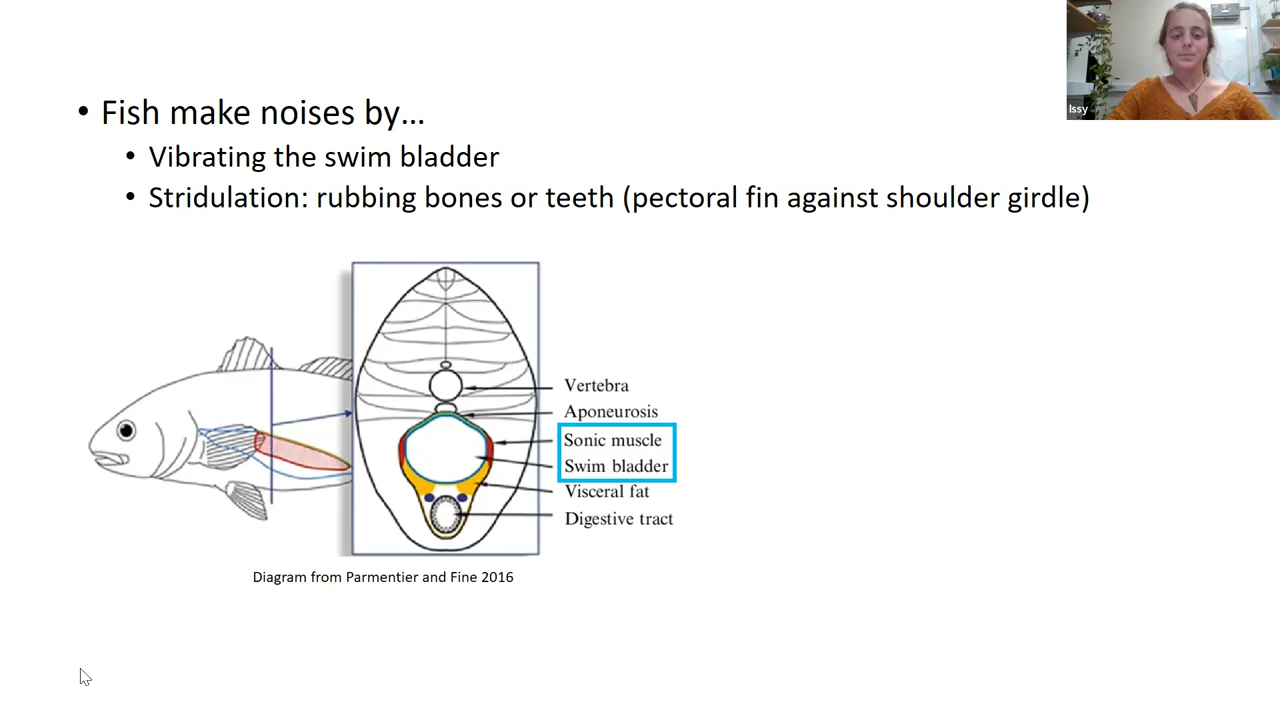 Issy
• Fish make noises by...
• Vibrating the swim bladder
• Stridulation: rubbing bones or teeth (pectoral fin against shoulder girdle)
Vertebra
Aponeurosis
Sonic muscle
Swim bladder
Visceral fat
Digestive tract
Diagram from Parmentier and Fine 2016